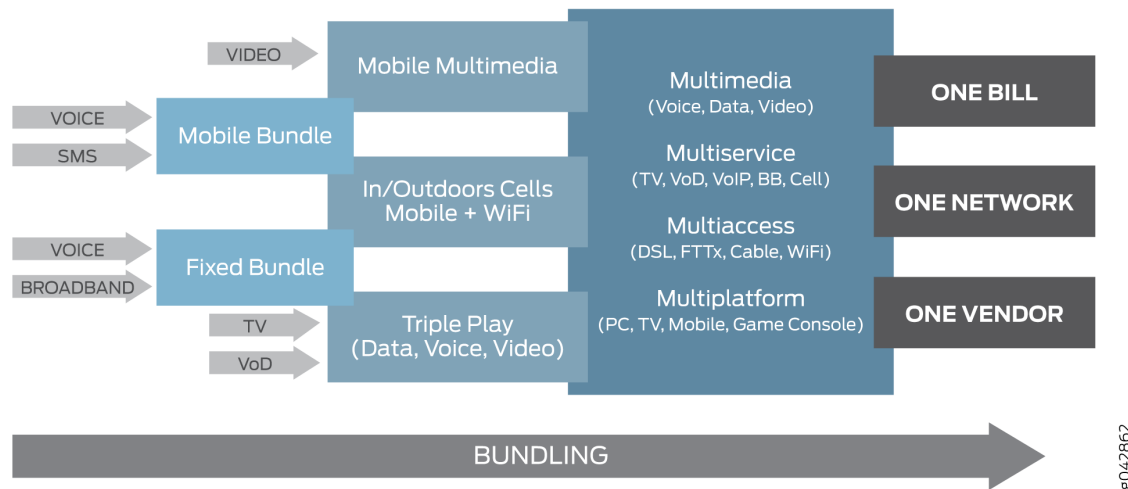 VIDEO
VOICE
SMS
Mobile Bundle
VOICE
BROADBAND
Fixed Bundle
TV
VoD
Mobile Multimedia
In/Outdoors Cells
Mobile + WiFi
Triple Play
(Data, Voice, Video)
Multimedia
(Voice, Data, Video)
Multiservice
(TV, VoD, VoIP, BB, Cell)
Multiaccess
(DSL, FTTx, Cable, WiFi)
Multiplatform
(PC, TV, Mobile, Game Console)
ONE BILL
ONE NETWORK
ONE VENDOR
BUNDLING
g042862